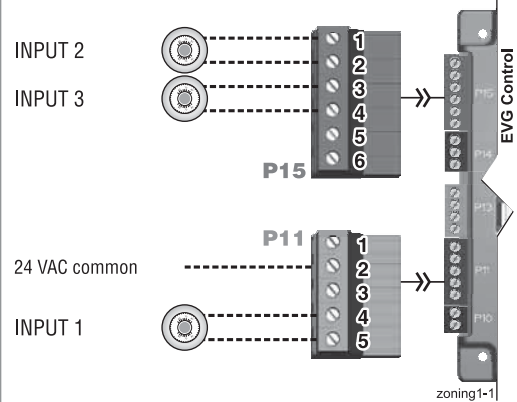 INPUT 2
INPUT 3
1
2
3
4
5
6
P15
P11
24 VAC common
INPUT 1
1
2
3
4
5
EVG Control
P15
P14
P13
P11
P10
zoning1-1